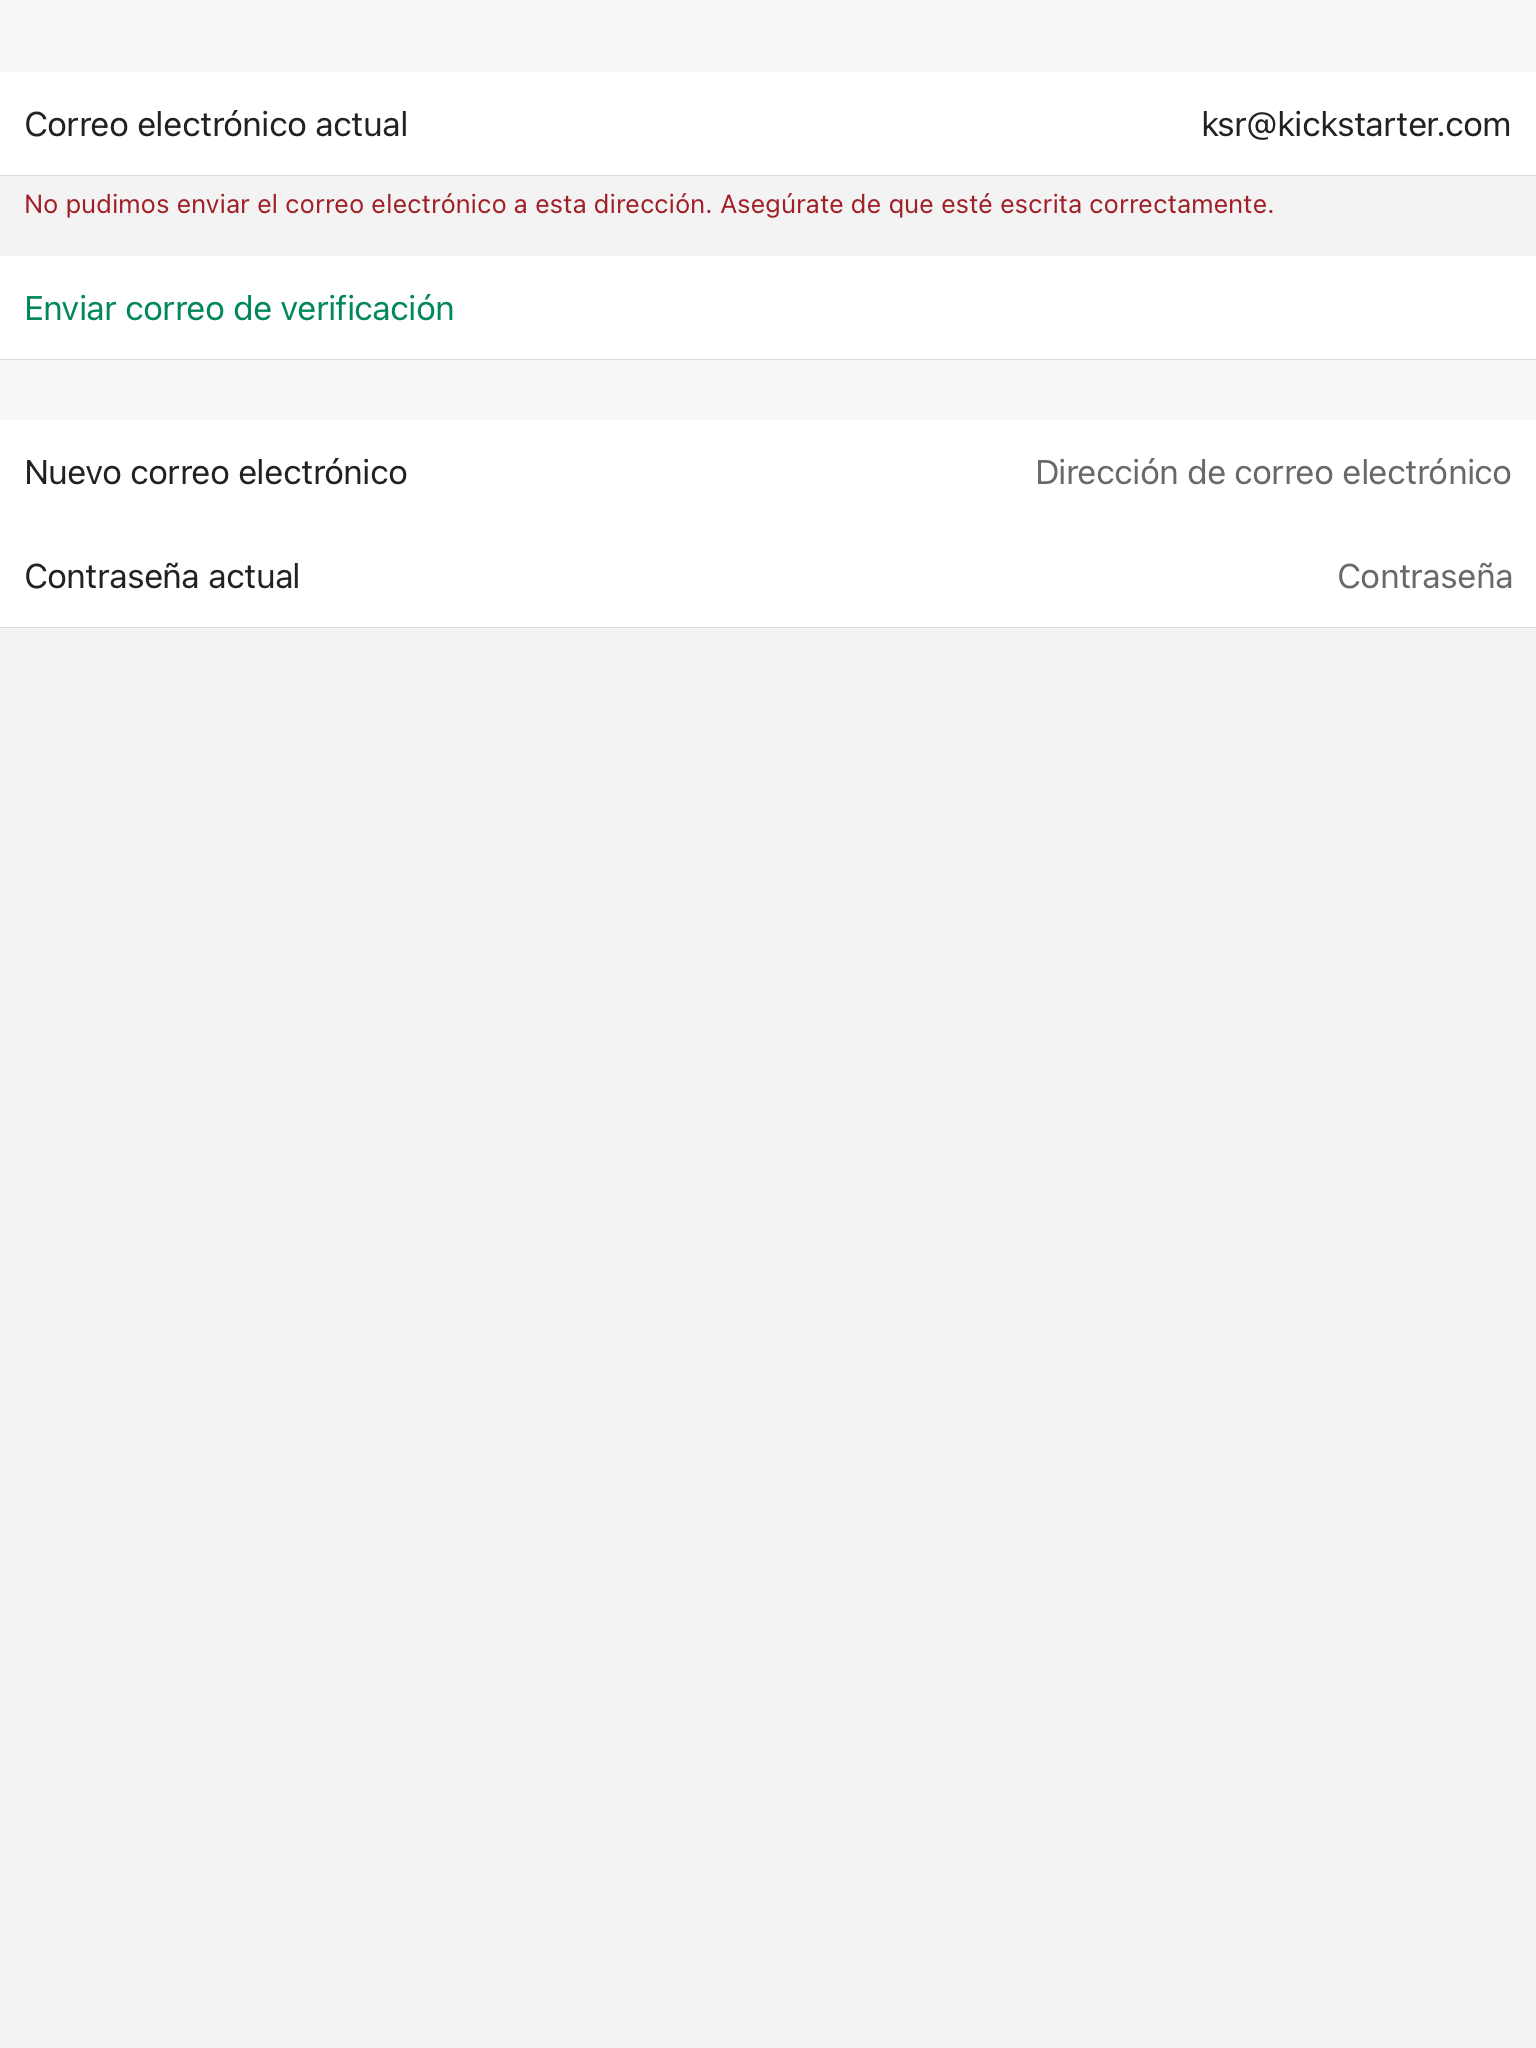 Correo electrónico actual ksr@kickstarter.com
No pudimos enviar el correo electrónico a esta dirección. Asegúrate de que esté escrita correctamente.
Enviar correo de verificación
Nuevo correo electrónico Dirección de correo electrónico
Contraseña actual Contraseña